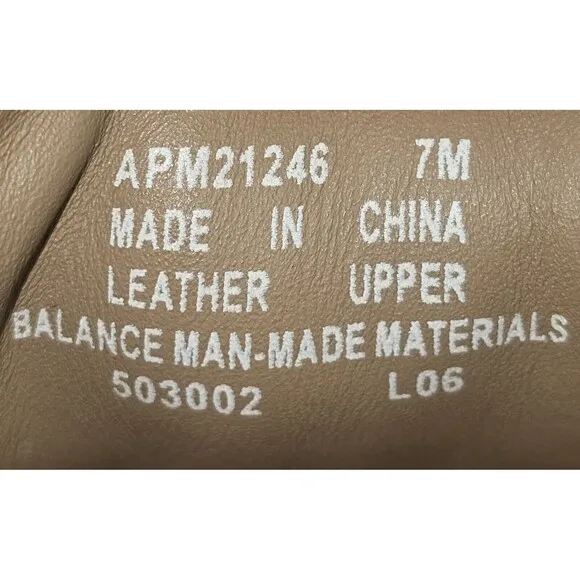 APM21246 7M
MADE IN CHINA
LEATHER UPPER
BALANCE MAN-MADE MATERIALS
503002 L06